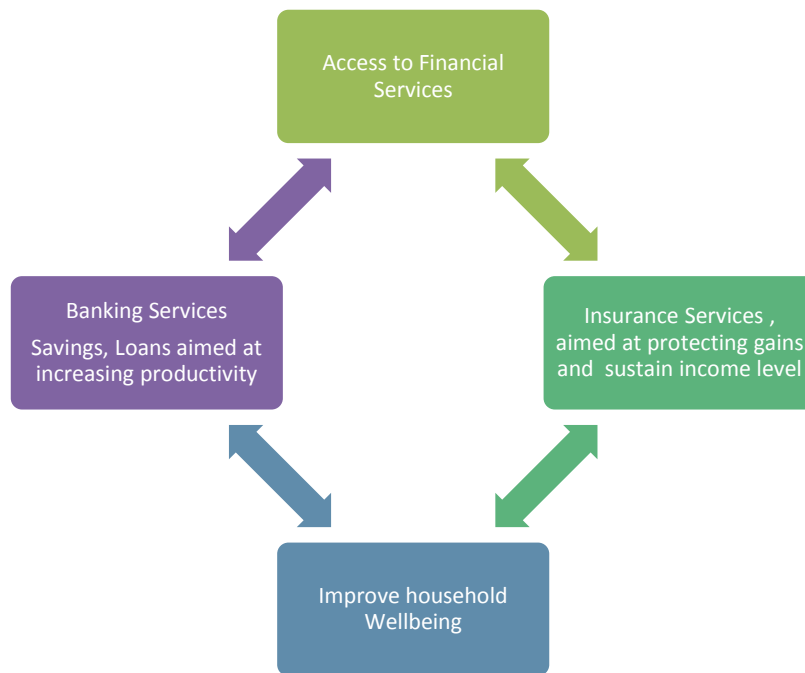 Access to Financial
Services
Banking Services
Savings, Loans aimed at
increasing productivity
Insurance Services ,
aimed at protecting gains
and sustain income level
Improve household
Wellbeing